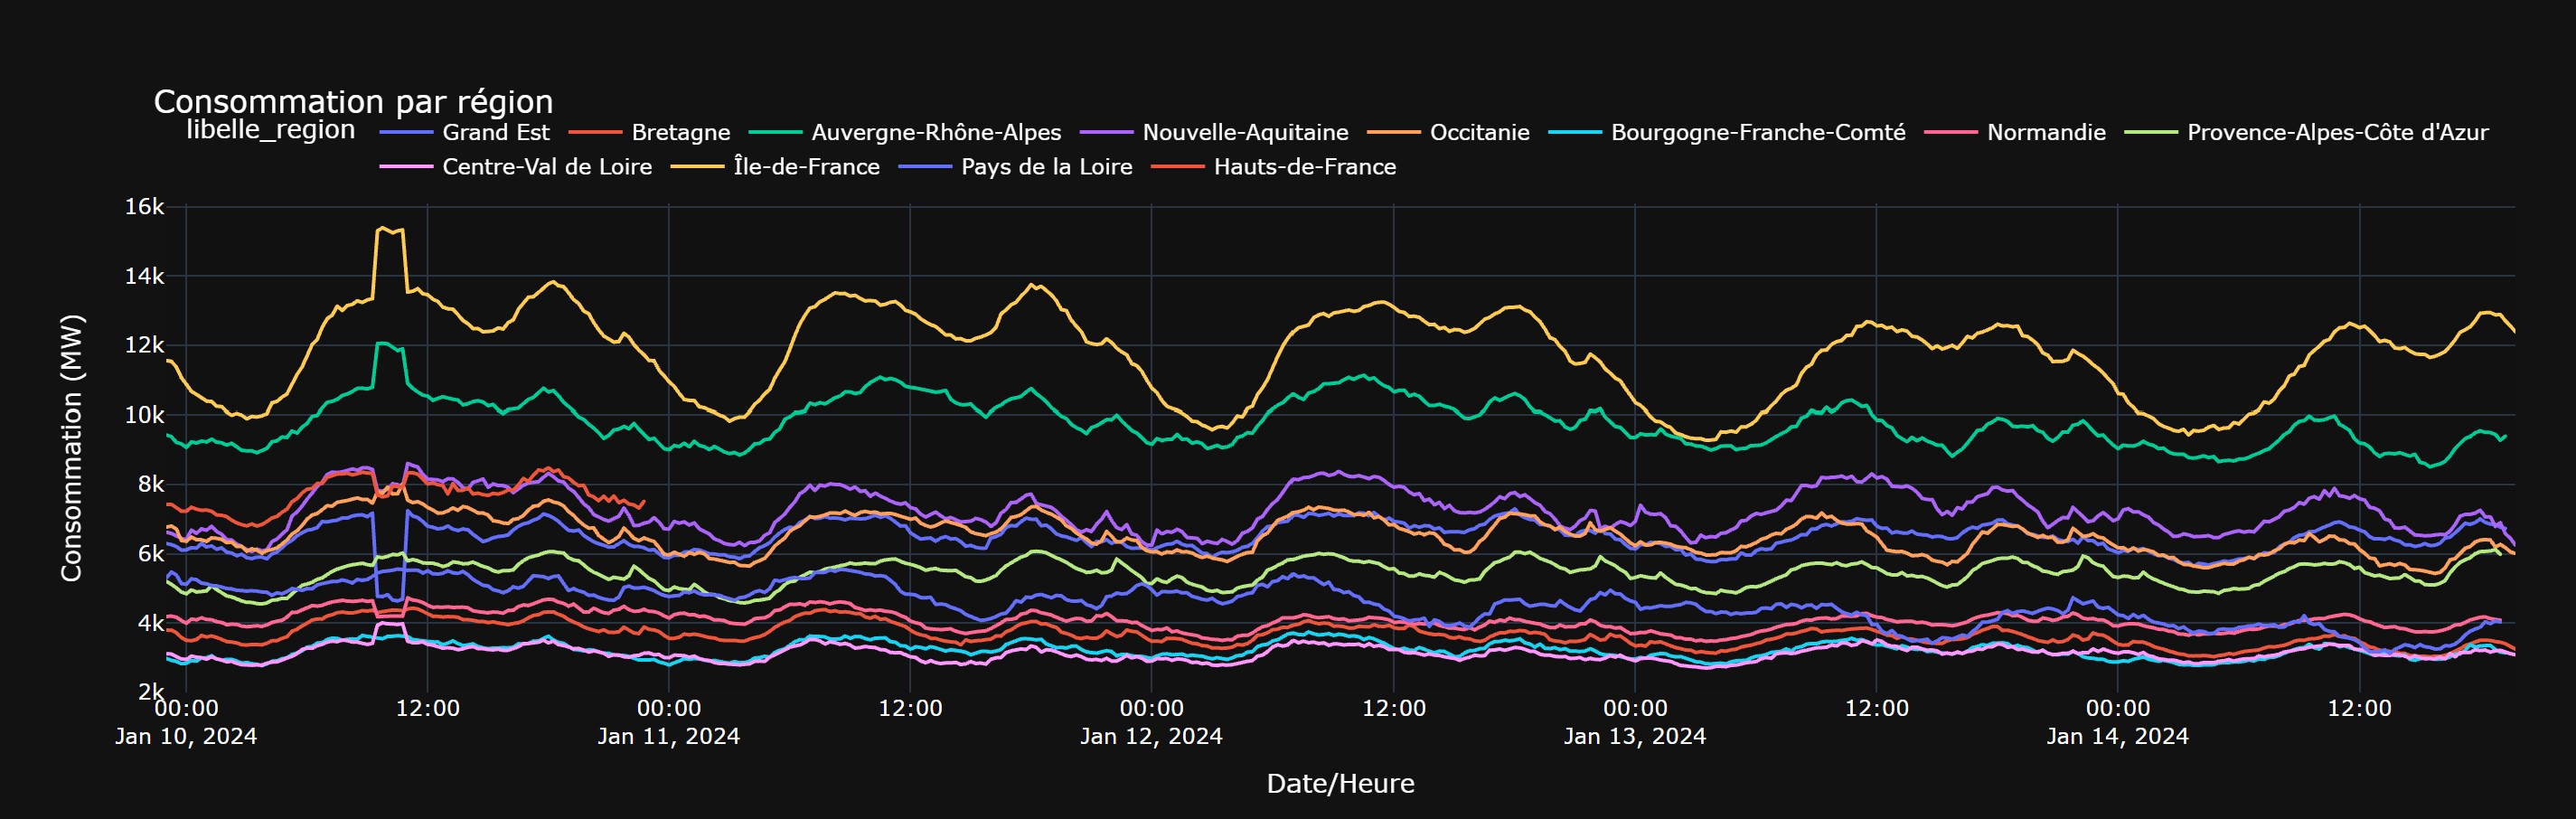 Consommation par région
libelle_region Grand Est Bretagne Auvergne-Rhône-Alpes Nouvelle-Aquitaine Occitanie Bourgogne-Franche-Comté Normandie Provence-Alpes-Côte d'Azur
Centre-Val de Loire Île-de-France Pays de la Loire Hauts-de-France
16k
14k
12k
10k
8k
6k
4k
2k
Consommation (MW)
00:00 12:00 00:00 12:00 00:00 12:00 00:00 12:00 00:00 12:00
Jan 10, 2024 Jan 11, 2024 Jan 12, 2024 Jan 13, 2024 Jan 14, 2024
Date/Heure